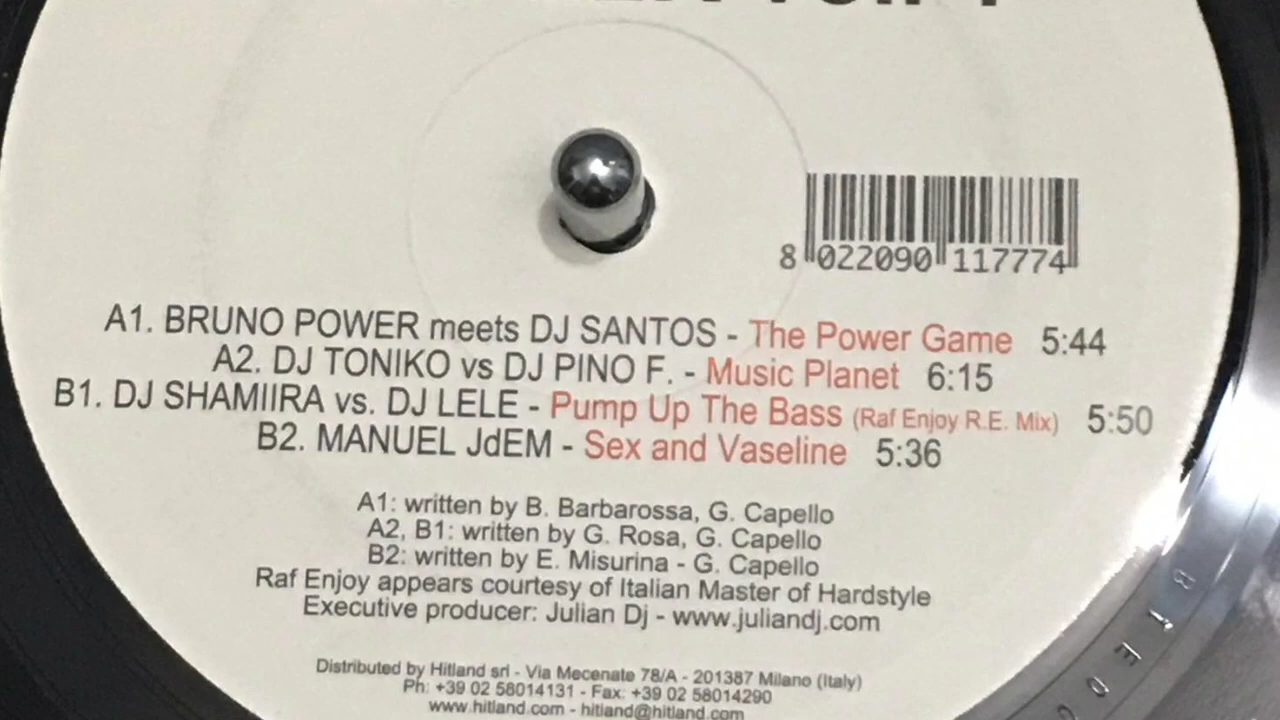 8 022090 117774
A1. BRUNO POWER meets DJ SANTOS - The Power Game 5:44
A2. DJ TONIKO vs DJ PINO F. - Music Planet 6:15
B1. DJ SHAMIIRA vs. DJ LELE - Pump Up The Bass (Raf Enjoy R.E. Mix) 5:50
B2. MANUEL JdEM - Sex and Vaseline 5:36
A1: written by B. Barbarossa, G. Capello
A2, B1: written by G. Rosa, G. Capello
B2: written by E. Misurina - G. Capello
Raf Enjoy appears courtesy of Italian Master of Hardstyle
Executive producer: Julian Dj - www.juliandj.com
Distributed by Hitland srl - Via Mecenate 78/A - 201387 Milano (Italy)
Ph: +39 02 58014131 - Fax: +39 02 58014290
www.hitland.com - hitland@hitland.com